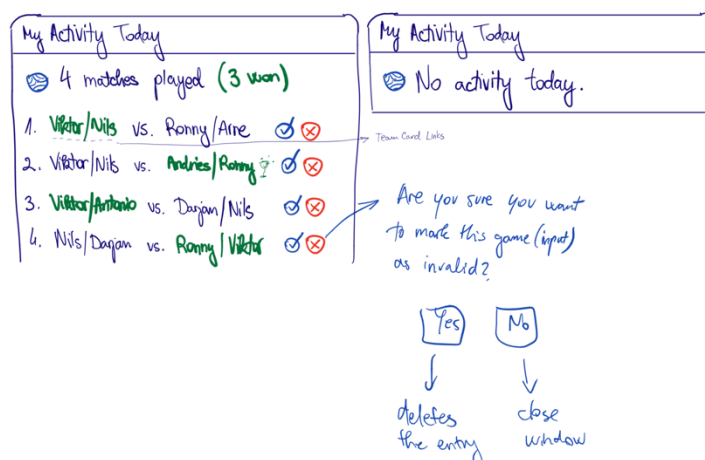 My Activity Today
4 matches played (3 won)
1. Viktor/Nils vs. Ronny/Arne
2. Viktor/Nils vs. Andries/Ronny
3. Viktor/Antonio vs. Darjan/Nils
4. Nils/Darjan vs. Ronny/Viktor
Team Card Links
My Activity Today
No activity today.
Are you sure you want
to mark this game (input)
as invalid?
Yes
No
deletes
the entry
close
window